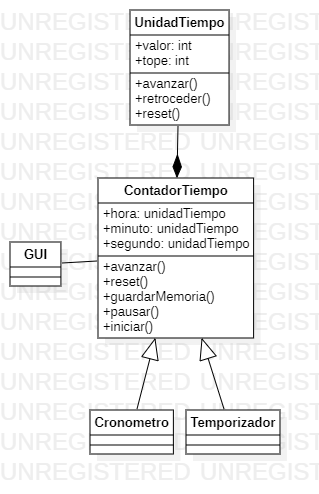 UnidadTiempo
+valor: int
+tope: int
+avanzar()
+retroceder()
+reset()
ContadorTiempo
+hora: unidadTiempo
+minuto: unidadTiempo
+segundo: unidadTiempo
+avanzar()
+reset()
+guardarMemoria()
+pausar()
+iniciar()
GUI
Cronometro
Temporizador
UNREGISTERED